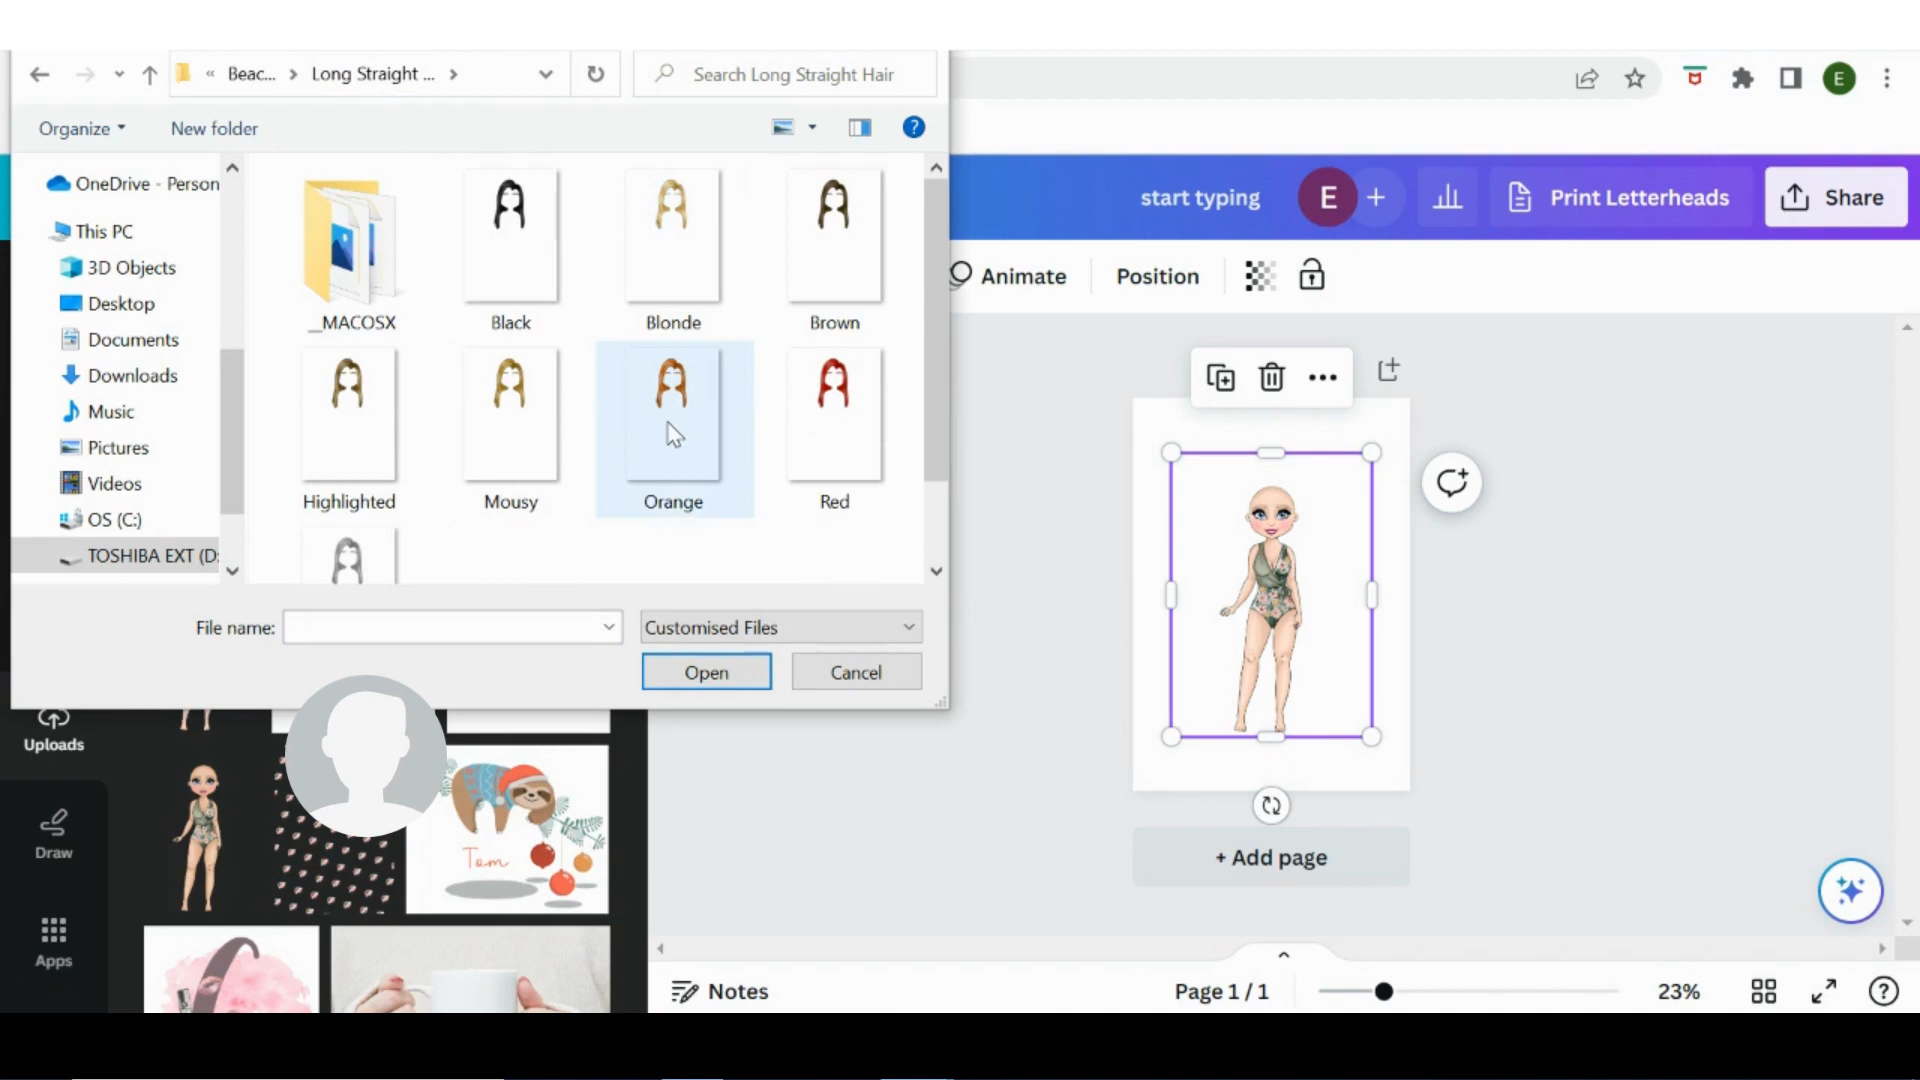 « Beac... > Long Straight ... >
Search Long Straight Hair
E
Organize
New folder
?
OneDrive - Person
This PC
3D Objects
Desktop
Documents
Downloads
Music
Pictures
Videos
OS (C:)
TOSHIBA EXT (D:
__MACOSX
Black
Blonde
Brown
Highlighted
Mousy
Orange
Red
File name:
Customised Files
Open
Cancel
start typing
E
+
Print Letterheads
Share
Animate
Position
Uploads
Draw
Apps
Tom
+ Add page
Notes
Page 1 / 1
23%
?